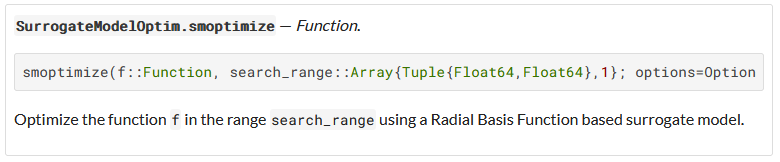 SurrogateModelOptim.smoptimize — Function.
smoptimize(f::Function, search_range::Array{Tuple{Float64,Float64},1}; options=Option
Optimize the function f in the range search_range using a Radial Basis Function based surrogate model.